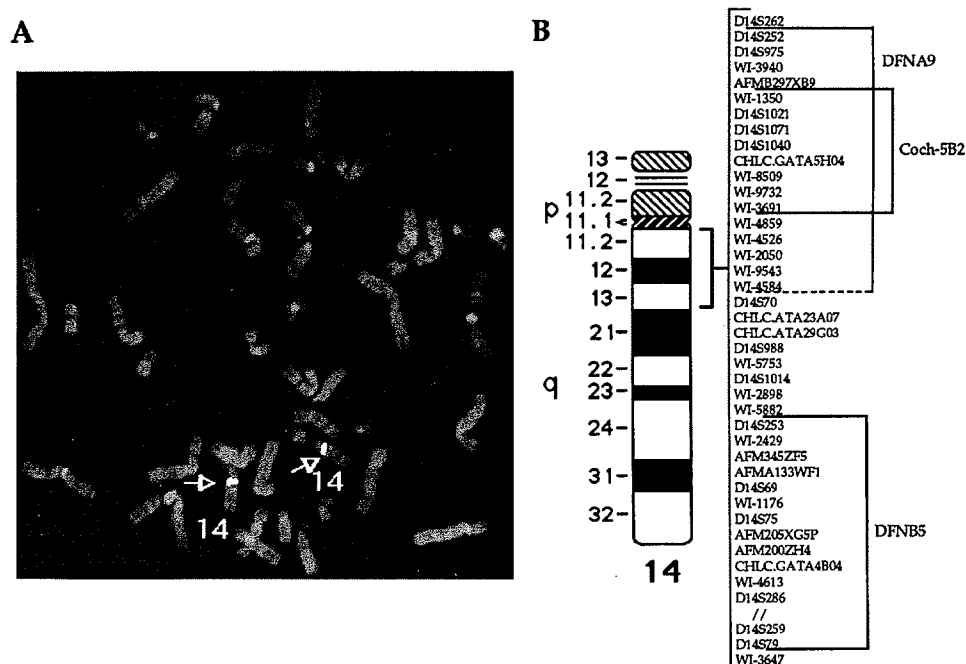 A
14
14
B
13
12
11.2
p
11.1
11.2
12
13
21
22
q
23
24
31
32
14
D14S262
D14S252
D14S975
WI-3940
AFMB297XB9
WI-1350
D14S1021
D14S1071
D14S1040
CHLC.GATA5H04
WI-8509
WI-9732
WI-3691
WI-4859
WI-4526
WI-2050
WI-9543
WI-4584
D14S70
CHLC.ATA23A07
CHLC.ATA29G03
D14S988
WI-5753
D14S1014
WI-2898
WI-5882
D14S253
WI-2429
AFM345ZF5
AFMA133WF1
D14S69
WI-1176
D14S75
AFM205XG5P
AFM200ZH4
CHLC.GATA4B04
WI-4613
D14S286
//
D14S259
D14S79
WI-3647
DFNA9
Coch-5B2
DFNB5